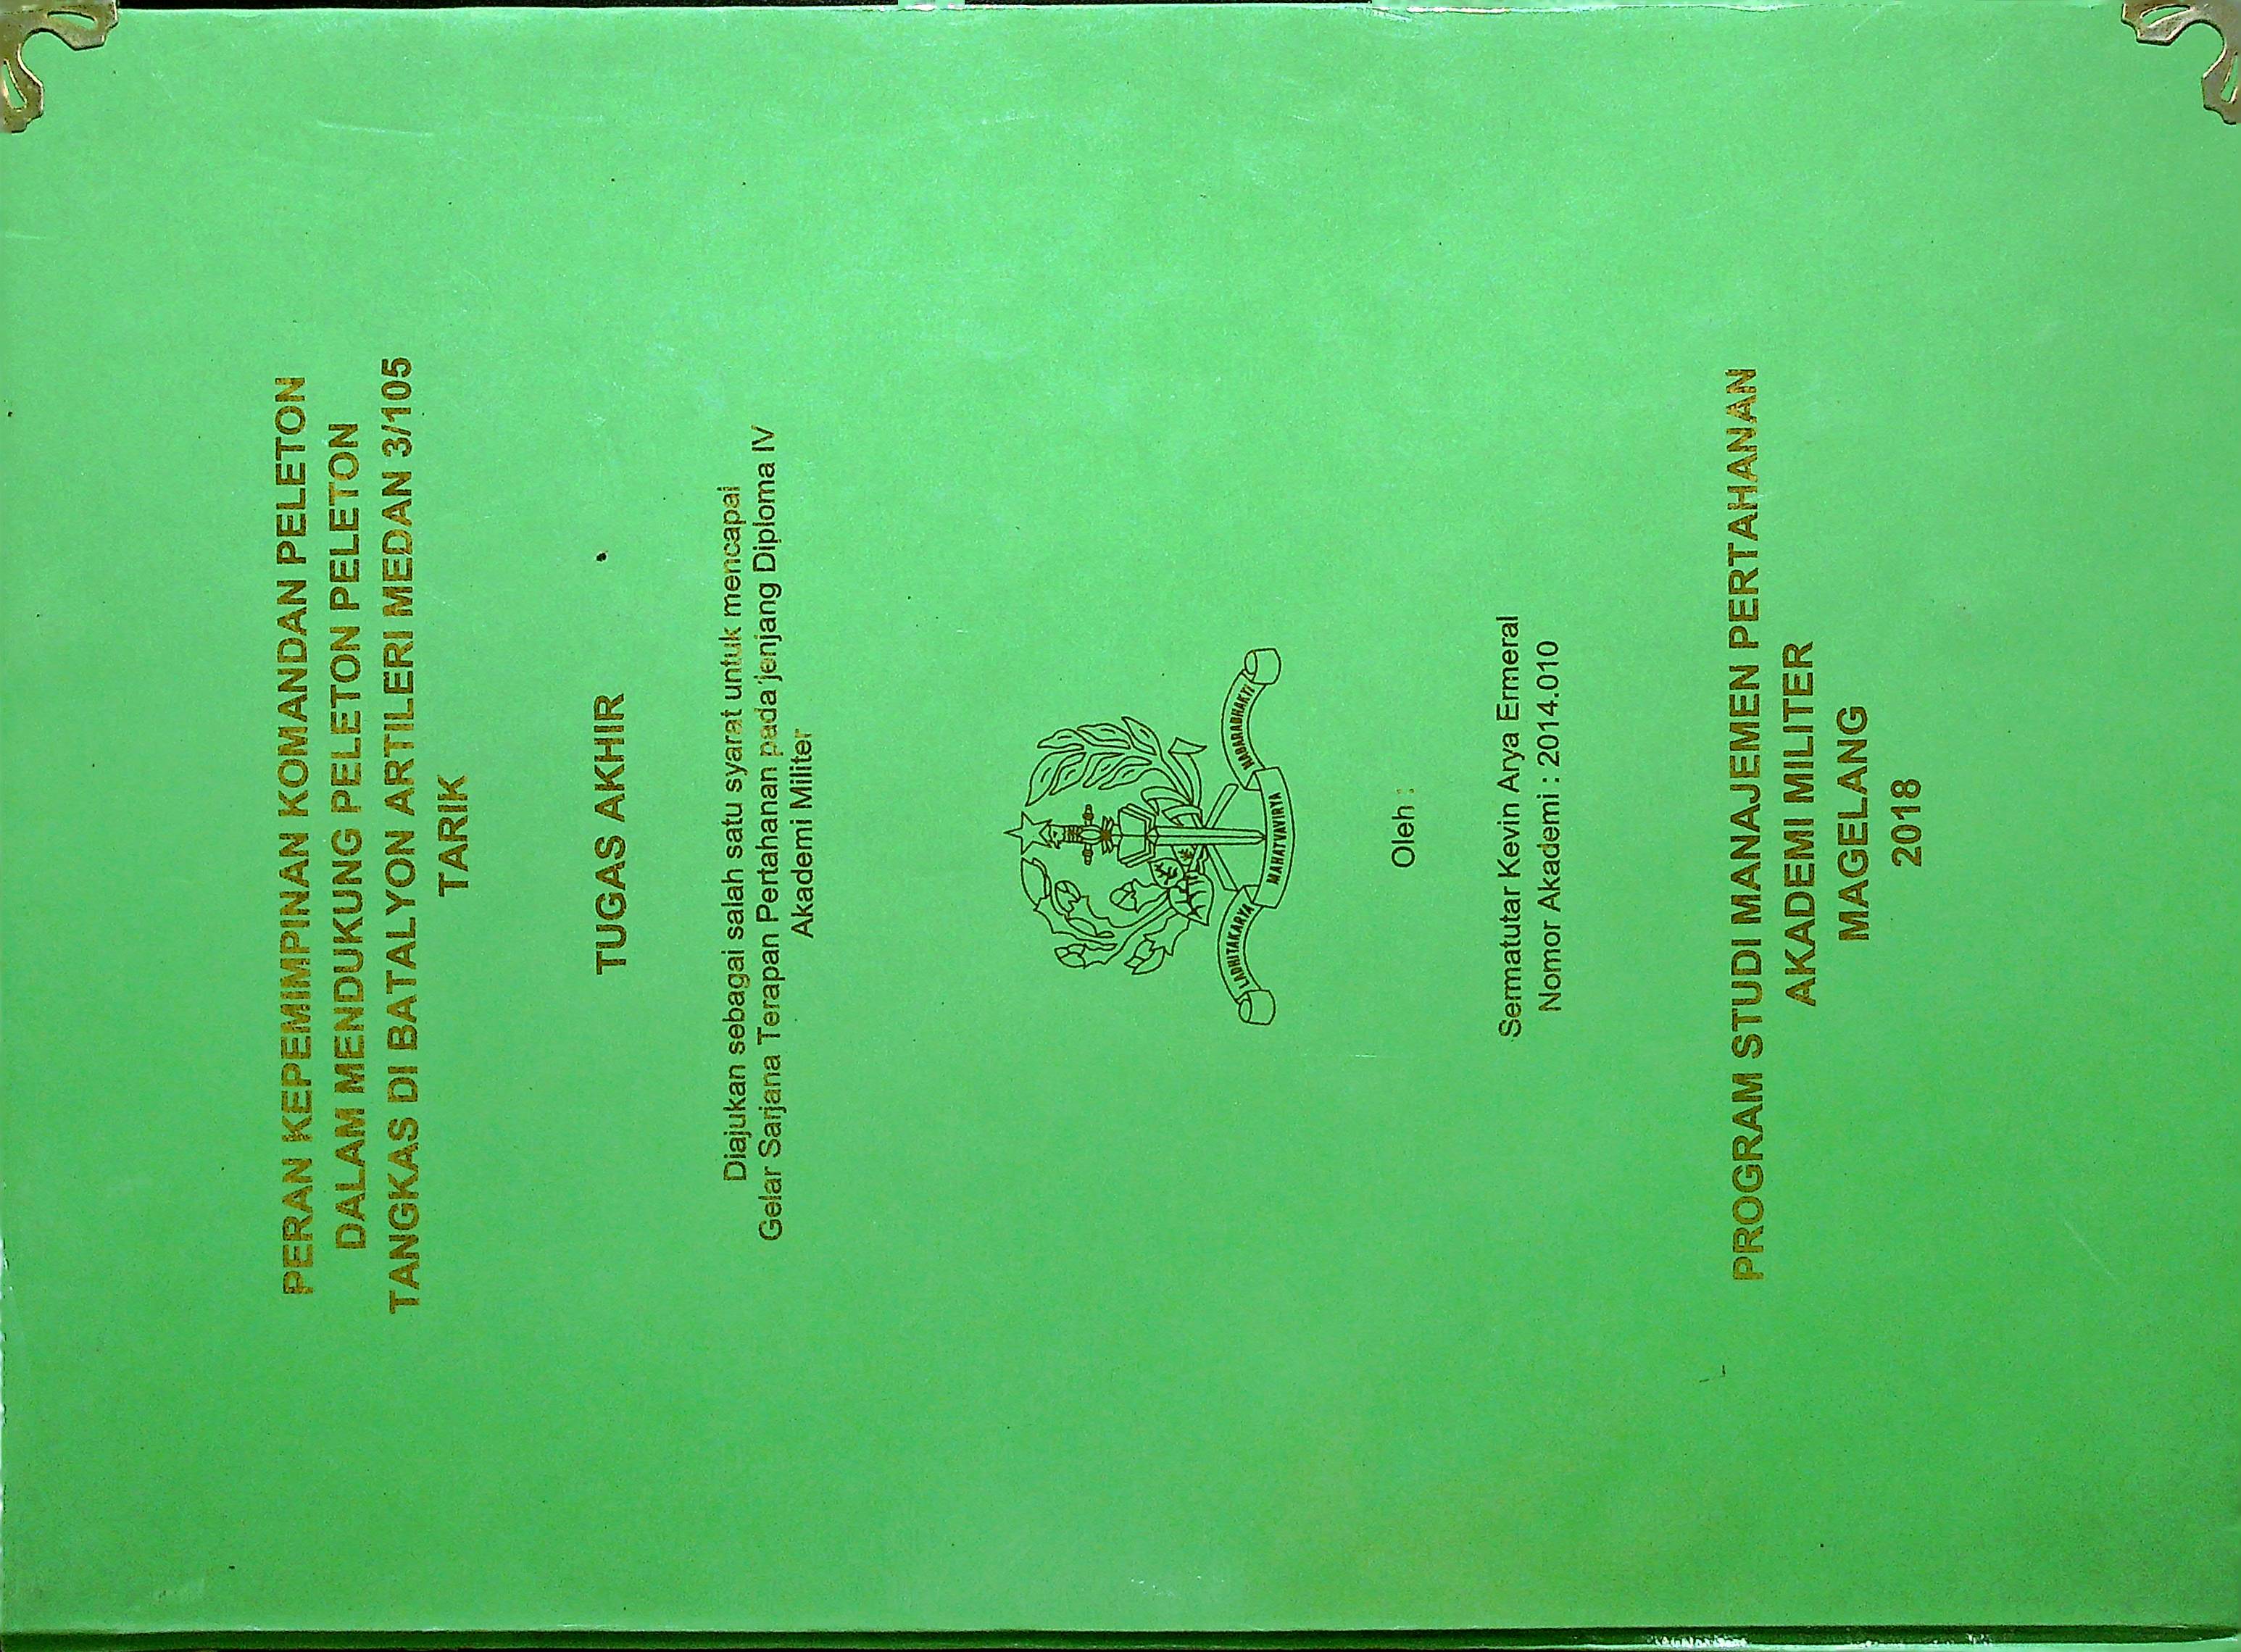 PERAN KEPEMIMPINAN KOMANDAN PELETON
DALAM MENDUKUNG PELETON PELETON
TANGKAS DI BATALYON ARTILERI MEDAN 3/105
TARIK
TUGAS AKHIR
Diajukan sebagai salah satu syarat untuk mencapai
Gelar Sarjana Terapan Pertahanan pada jenjang Diploma IV
Akademi Militer
ADHITAKARYA MAHATVAVIRYA NAGARABHAKTI
Oleh :
Sermatutar Kevin Arya Ermeral
Nomor Akademi : 2014.010
PROGRAM STUDI MANAJEMEN PERTAHANAN
AKADEMI MILITER
MAGELANG
2018